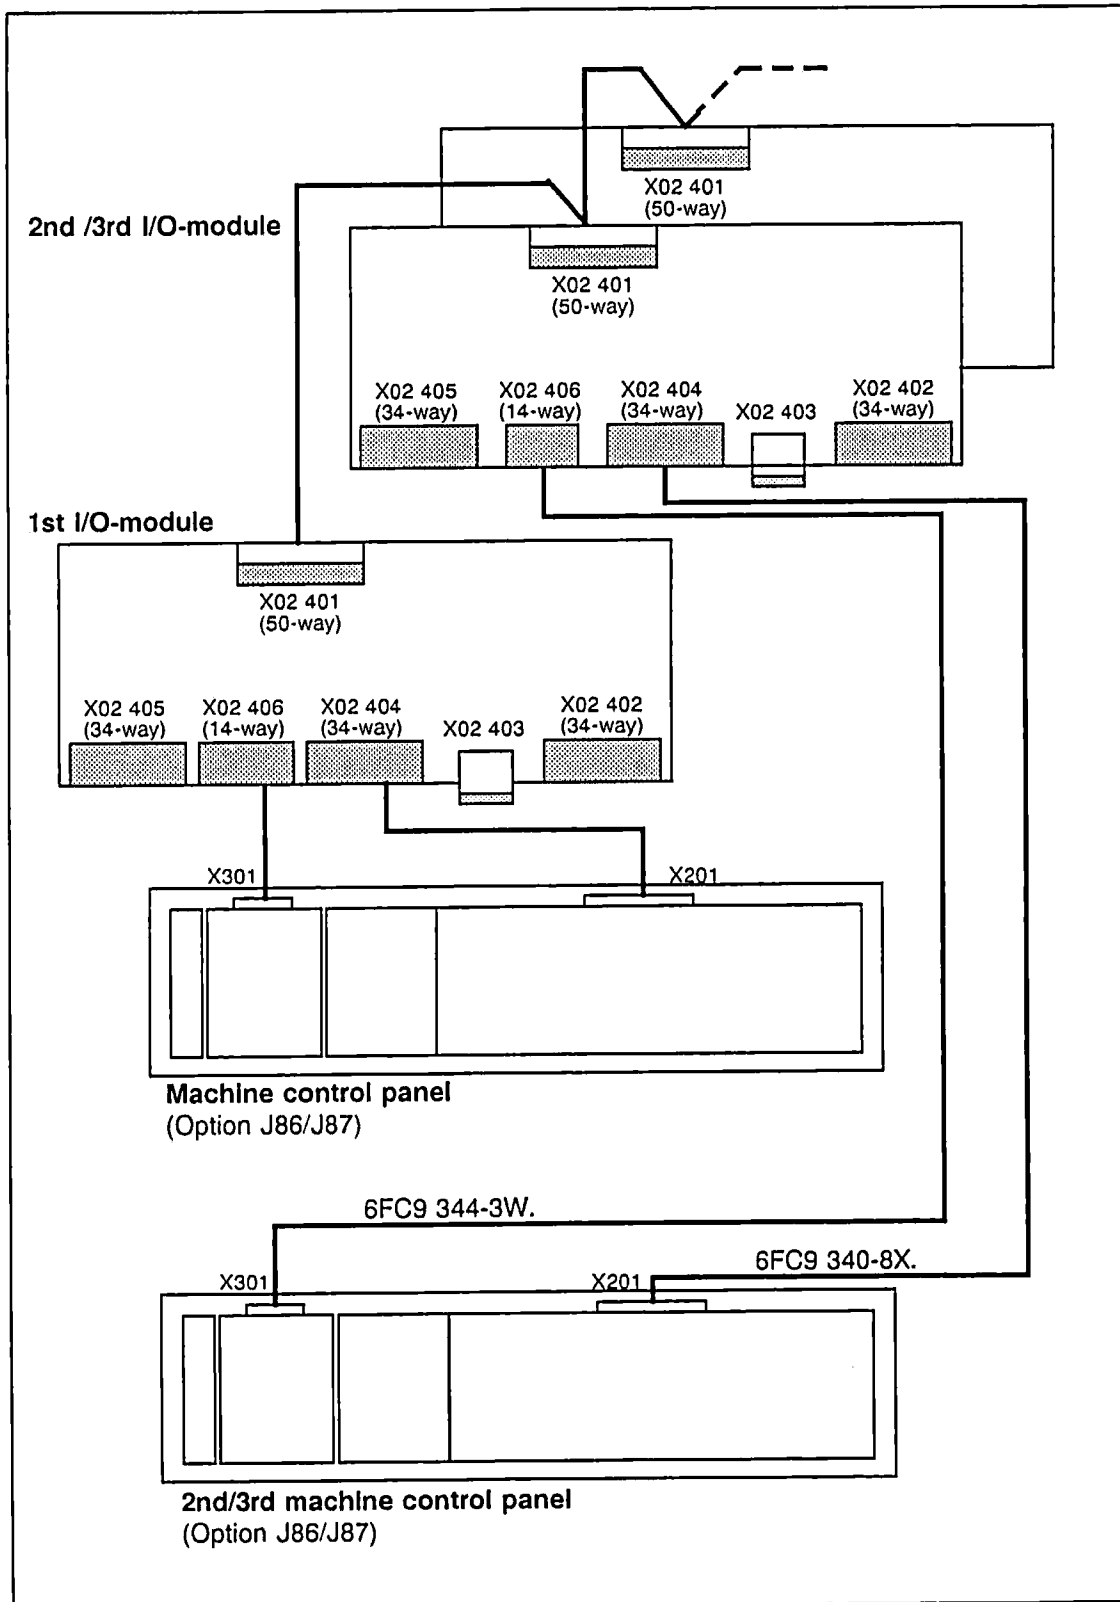 X02 401
(50-way)
2nd /3rd I/O-module
X02 401
(50-way)
X02 405
(34-way)
X02 406
(14-way)
X02 404
(34-way)
X02 403
X02 402
(34-way)
1st I/O-module
X02 401
(50-way)
X02 405
(34-way)
X02 406
(14-way)
X02 404
(34-way)
X02 403
X02 402
(34-way)
X301
X201
Machine control panel
(Option J86/J87)
6FC9 344-3W.
6FC9 340-8X.
X301
X201
2nd/3rd machine control panel
(Option J86/J87)